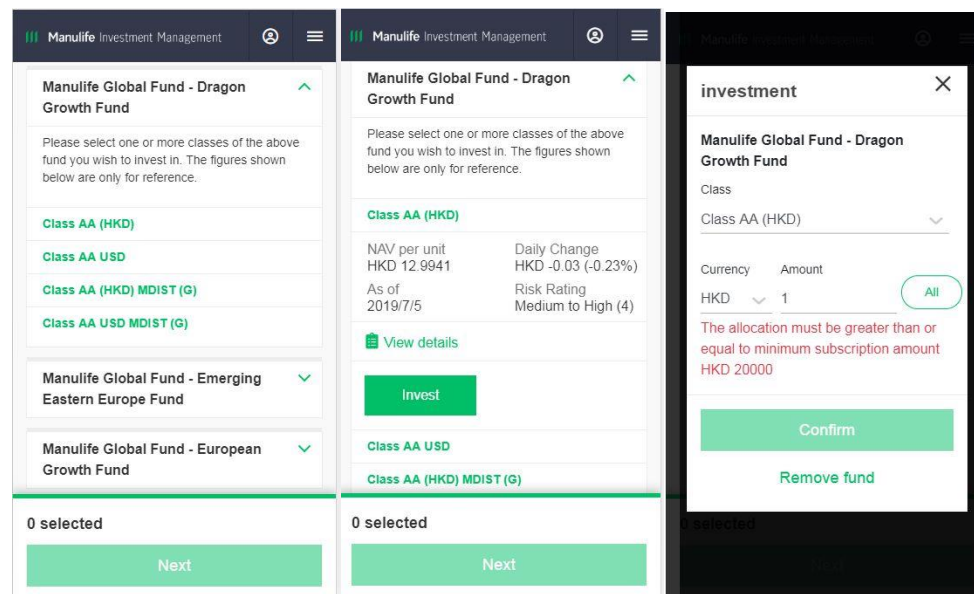 Manulife Investment Management
Manulife Global Fund - Dragon
Growth Fund
Please select one or more classes of the above
fund you wish to invest in. The figures shown
below are only for reference.
Class AA (HKD)
Class AA USD
Class AA (HKD) MDIST (G)
Class AA USD MDIST (G)
Manulife Global Fund - Emerging
Eastern Europe Fund
Manulife Global Fund - European
Growth Fund
0 selected
Next
Manulife Investment Management
Manulife Global Fund - Dragon
Growth Fund
Please select one or more classes of the above
fund you wish to invest in. The figures shown
below are only for reference.
Class AA (HKD)
NAV per unit Daily Change
HKD 12.9941 HKD -0.03 (-0.23%)
As of Risk Rating
2019/7/5 Medium to High (4)
View details
Invest
Class AA USD
Class AA (HKD) MDIST (G)
0 selected
Next
Manulife Investment Management
investment
Manulife Global Fund - Dragon
Growth Fund
Class
Class AA (HKD)
Currency Amount
HKD 1 All
The allocation must be greater than or
equal to minimum subscription amount
HKD 20000
Confirm
Remove fund
0 selected
Next